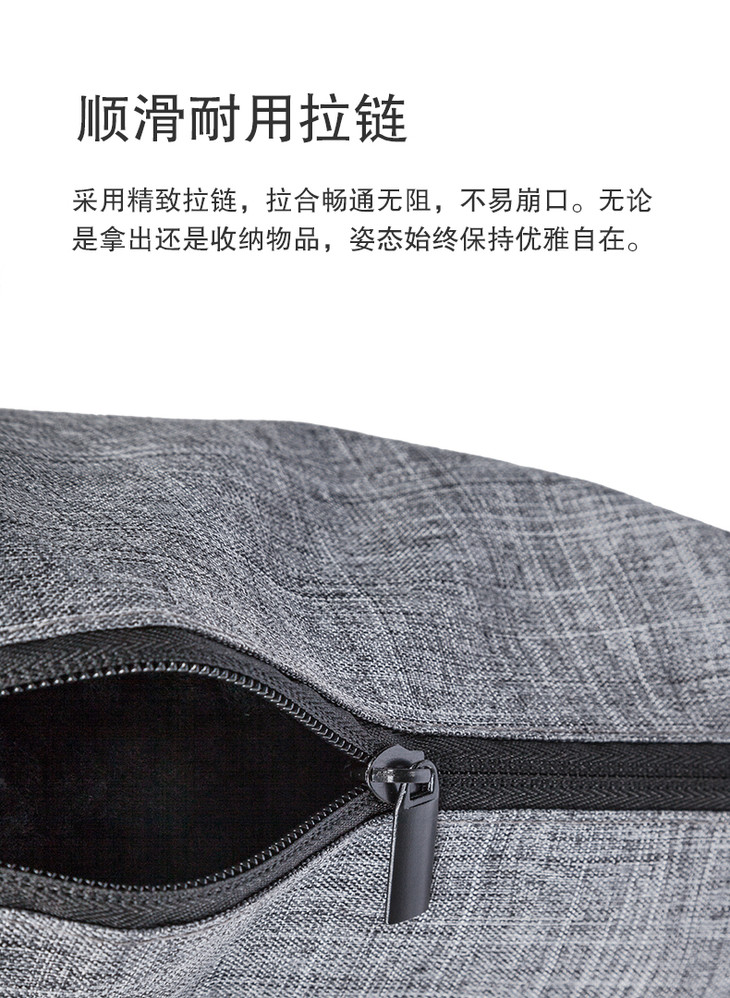 顺滑耐用拉链
采用精致拉链，拉合畅通无阻，不易崩口。无论
是拿出还是收纳物品，姿态始终保持优雅自在。